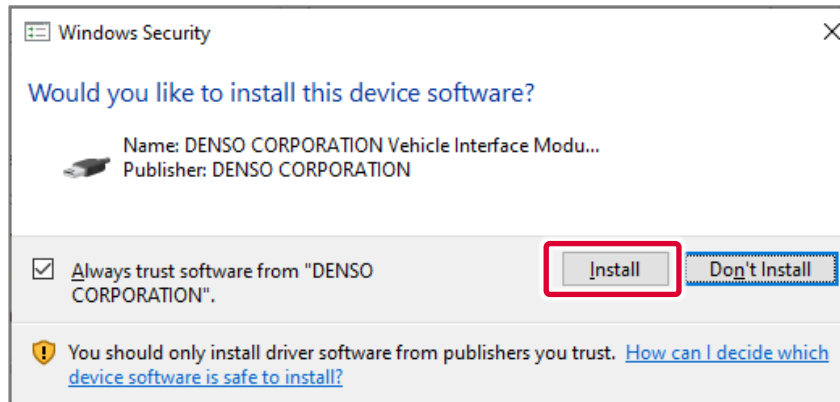 Windows Security
Would you like to install this device software?
Name: DENSO CORPORATION Vehicle Interface Modu...
Publisher: DENSO CORPORATION
Always trust software from "DENSO
CORPORATION".
Install
Don't Install
You should only install driver software from publishers you trust. How can I decide which
device software is safe to install?